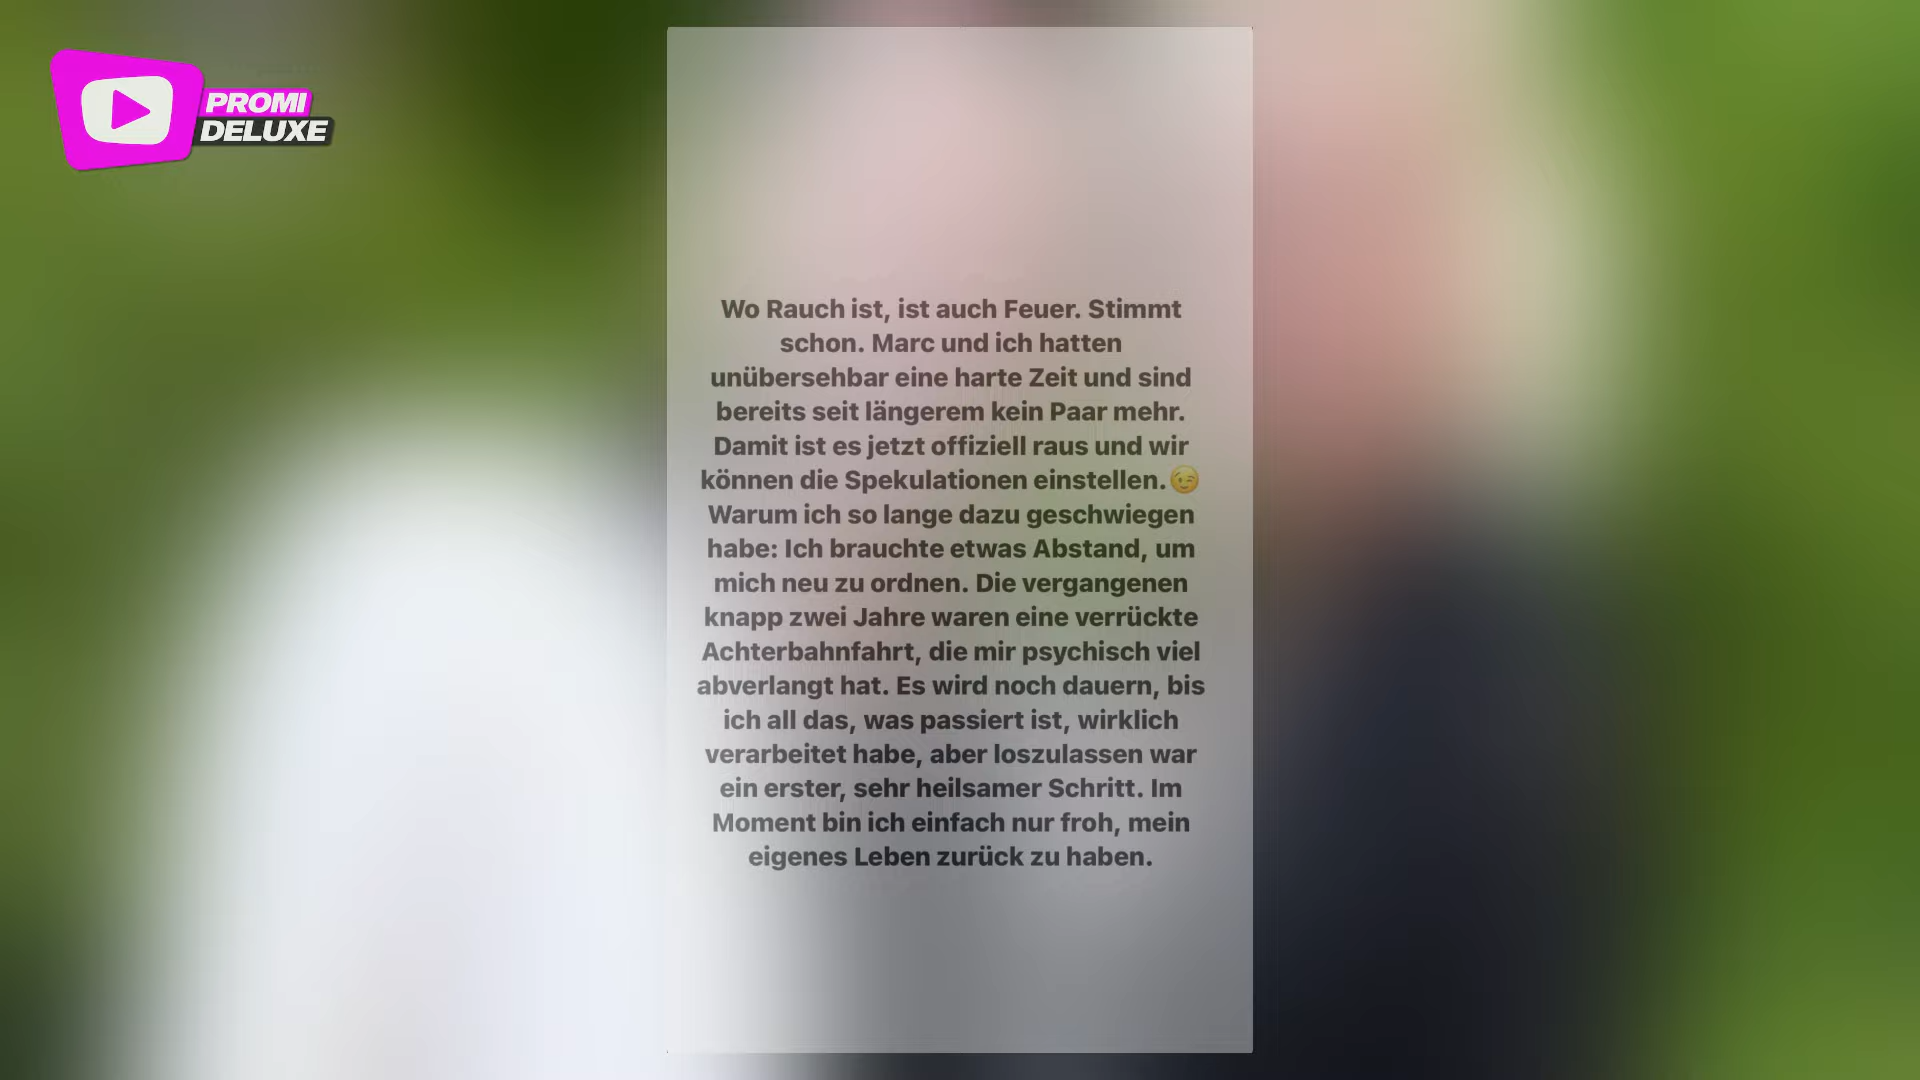 PROMI
DELUXE
Wo Rauch ist, ist auch Feuer. Stimmt
schon. Marc und ich hatten
unübersehbar eine harte Zeit und sind
bereits seit längerem kein Paar mehr.
Damit ist es jetzt offiziell raus und wir
können die Spekulationen einstellen.😉
Warum ich so lange dazu geschwiegen
habe: Ich brauchte etwas Abstand, um
mich neu zu ordnen. Die vergangenen
knapp zwei Jahre waren eine verrückte
Achterbahnfahrt, die mir psychisch viel
abverlangt hat. Es wird noch dauern, bis
ich all das, was passiert ist, wirklich
verarbeitet habe, aber loszulassen war
ein erster, sehr heilsamer Schritt. Im
Moment bin ich einfach nur froh, mein
eigenes Leben zurück zu haben.